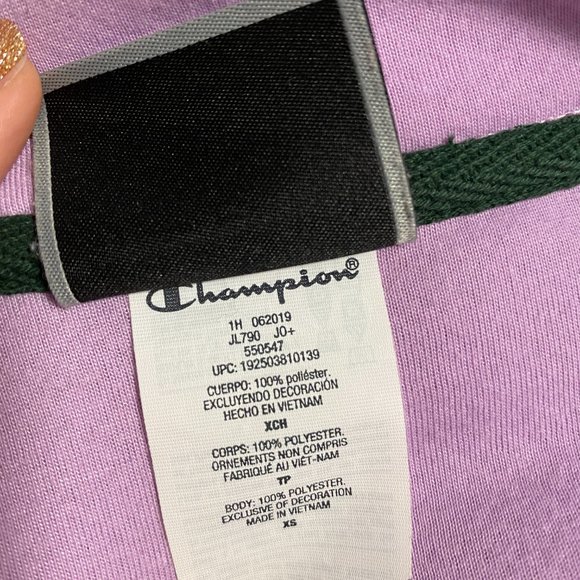 Champion®
1H 062019
JL790 JO+
550547
UPC: 192503810139
CUERPO: 100% poliéster.
EXCLUYENDO DECORACIÓN
HECHO EN VIETNAM
XCH
CORPS: 100% POLYESTER.
ORNEMENTS NON COMPRIS
FABRIQUÉ AU VIÊT-NAM
TP
BODY: 100% POLYESTER.
EXCLUSIVE OF DECORATION
MADE IN VIETNAM
XS